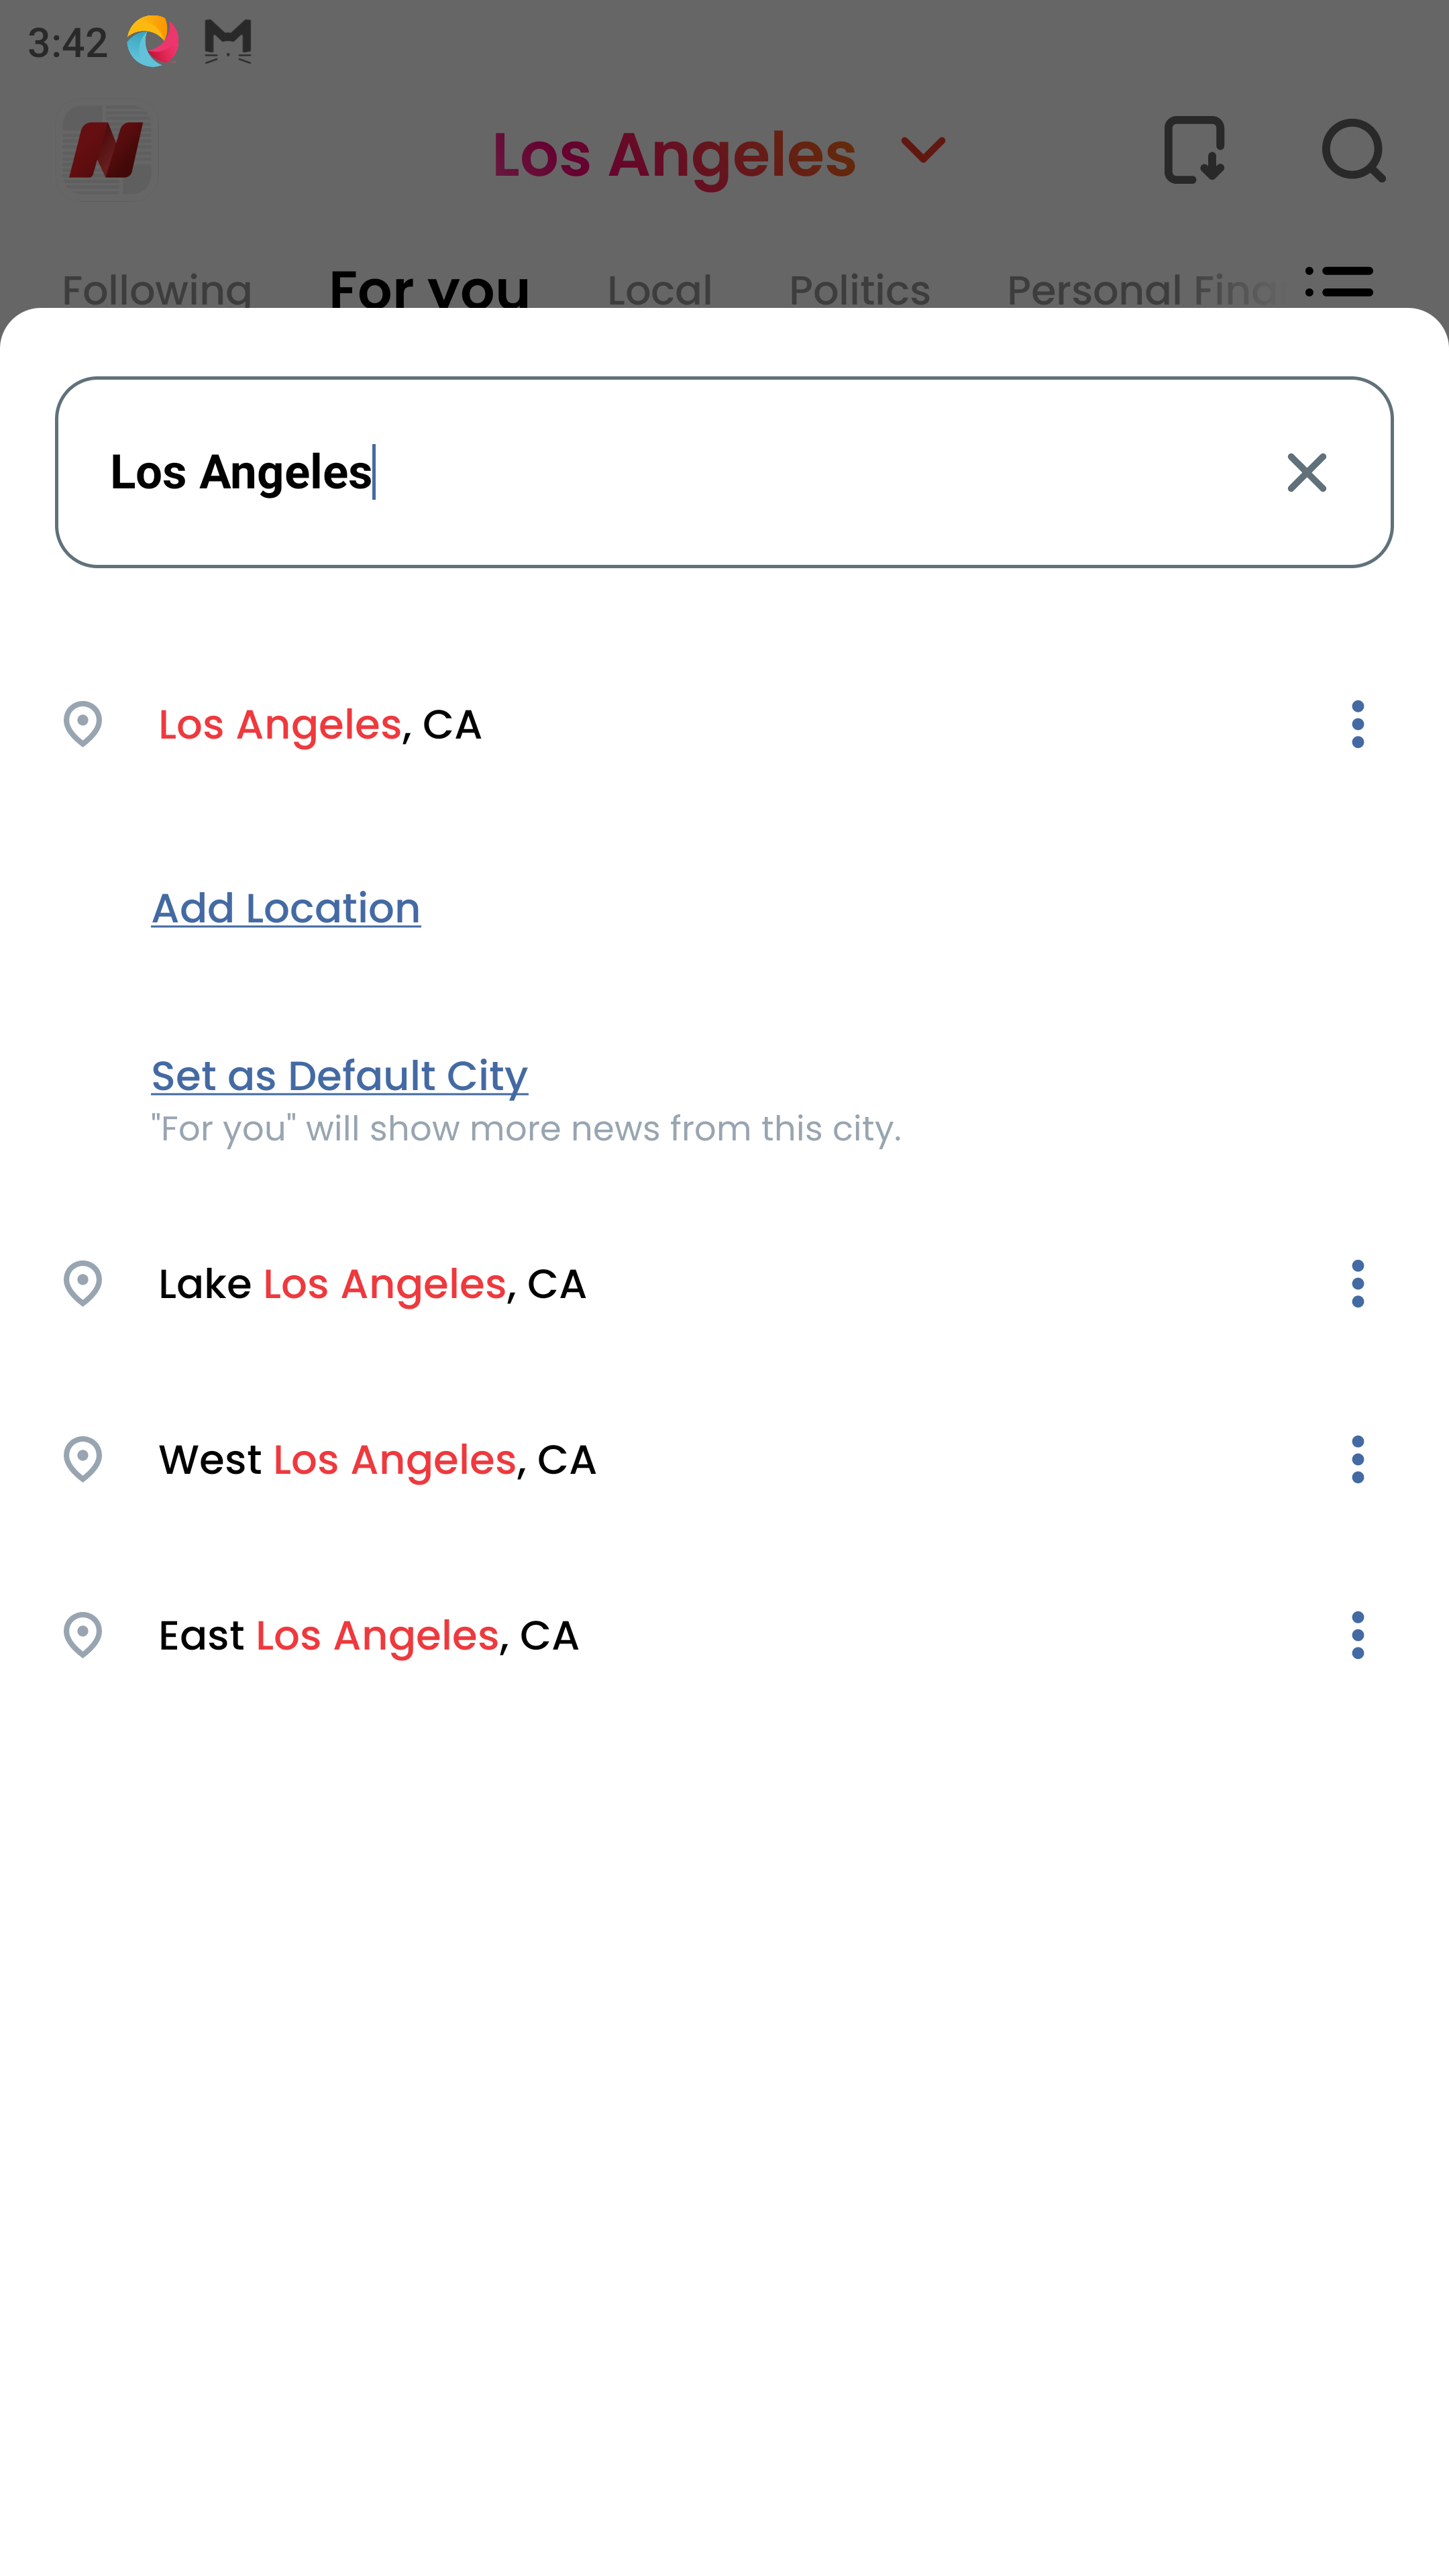 3:42
Los Angeles
Following For you Local Politics Personal Fina
Los Angeles
Los Angeles, CA
Add Location
Set as Default City
"For you" will show more news from this city.
Lake Los Angeles, CA
West Los Angeles, CA
East Los Angeles, CA